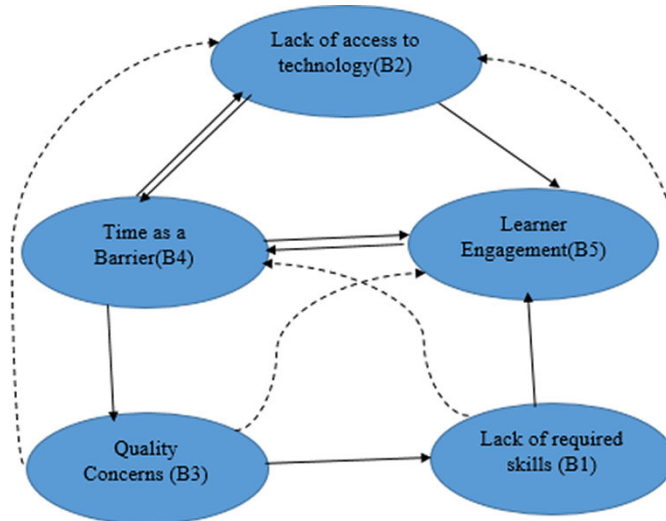 Lack of access to
technology(B2)
Time as a
Barrier(B4)
Learner
Engagement(B5)
Quality
Concerns (B3)
Lack of required
skills (B1)